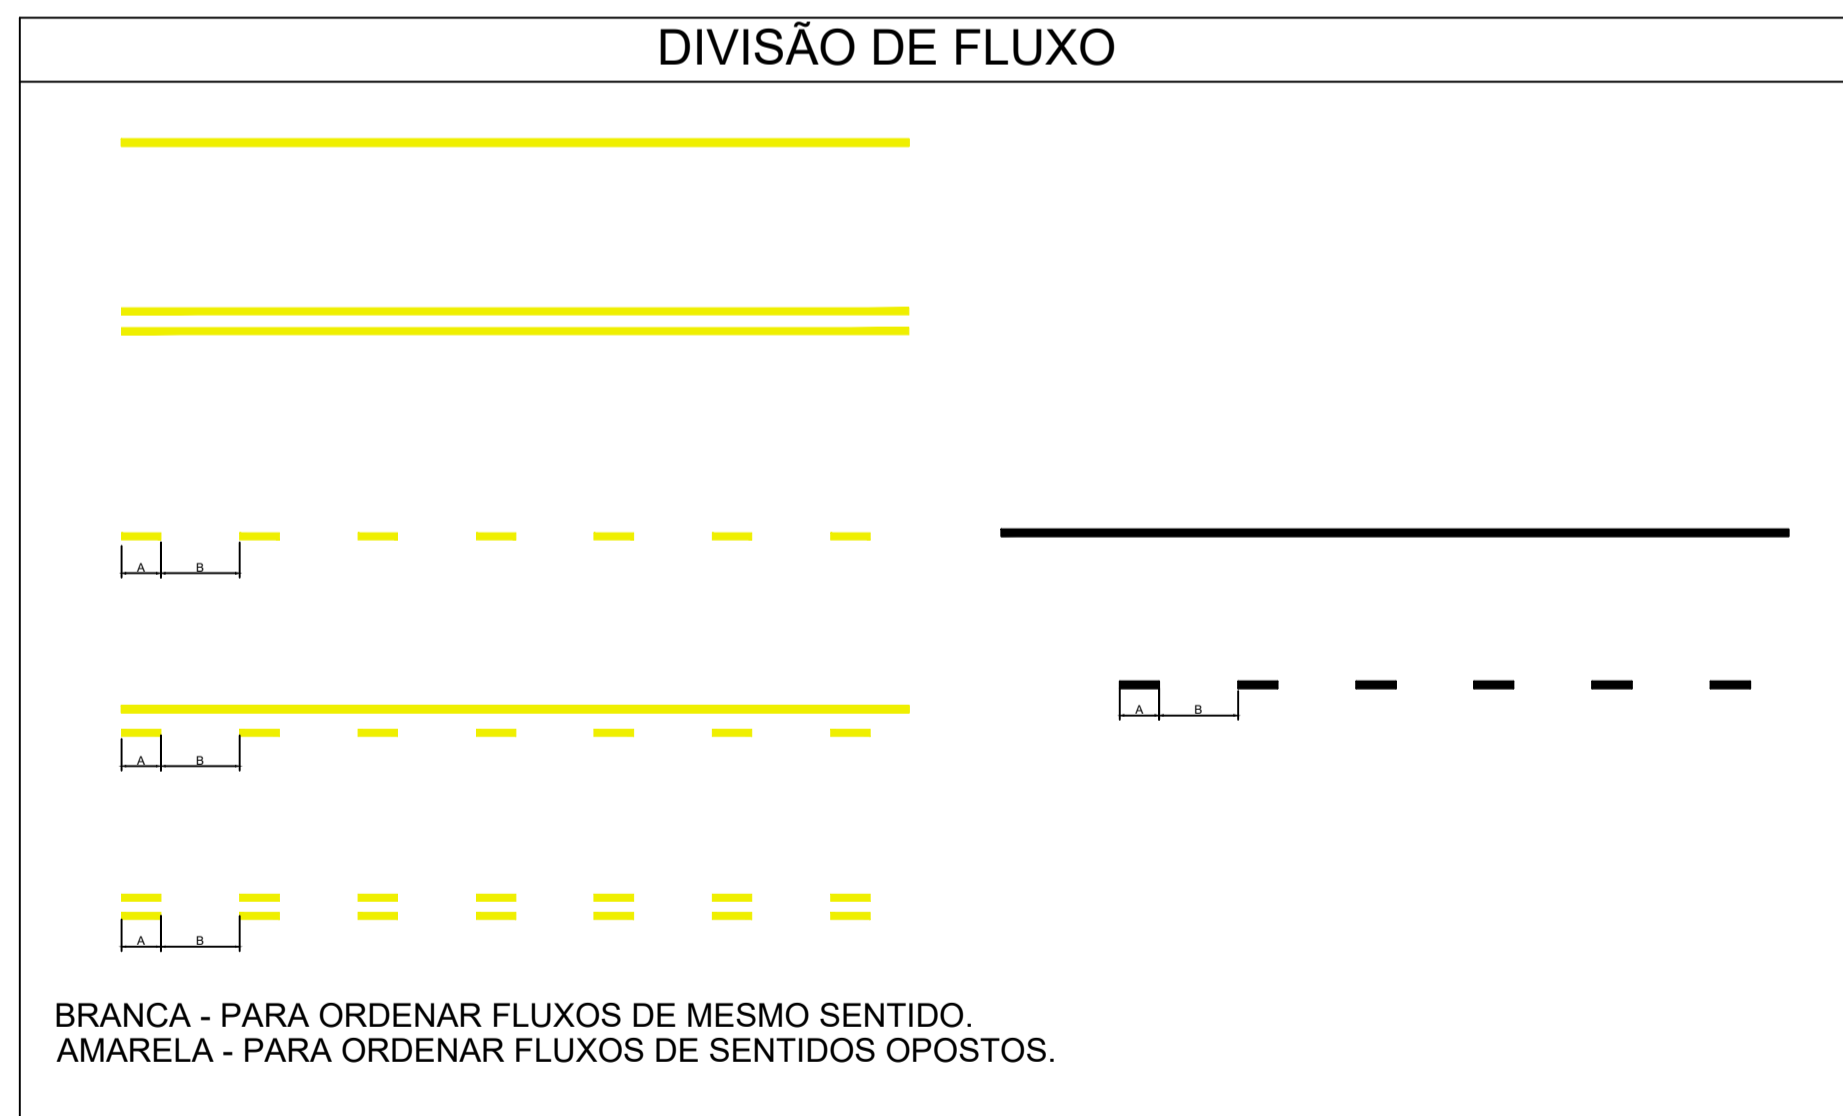 DIVISÃO DE FLUXO
A B
A B
A B
A B
BRANCA - PARA ORDENAR FLUXOS DE MESMO SENTIDO.
AMARELA - PARA ORDENAR FLUXOS DE SENTIDOS OPOSTOS.